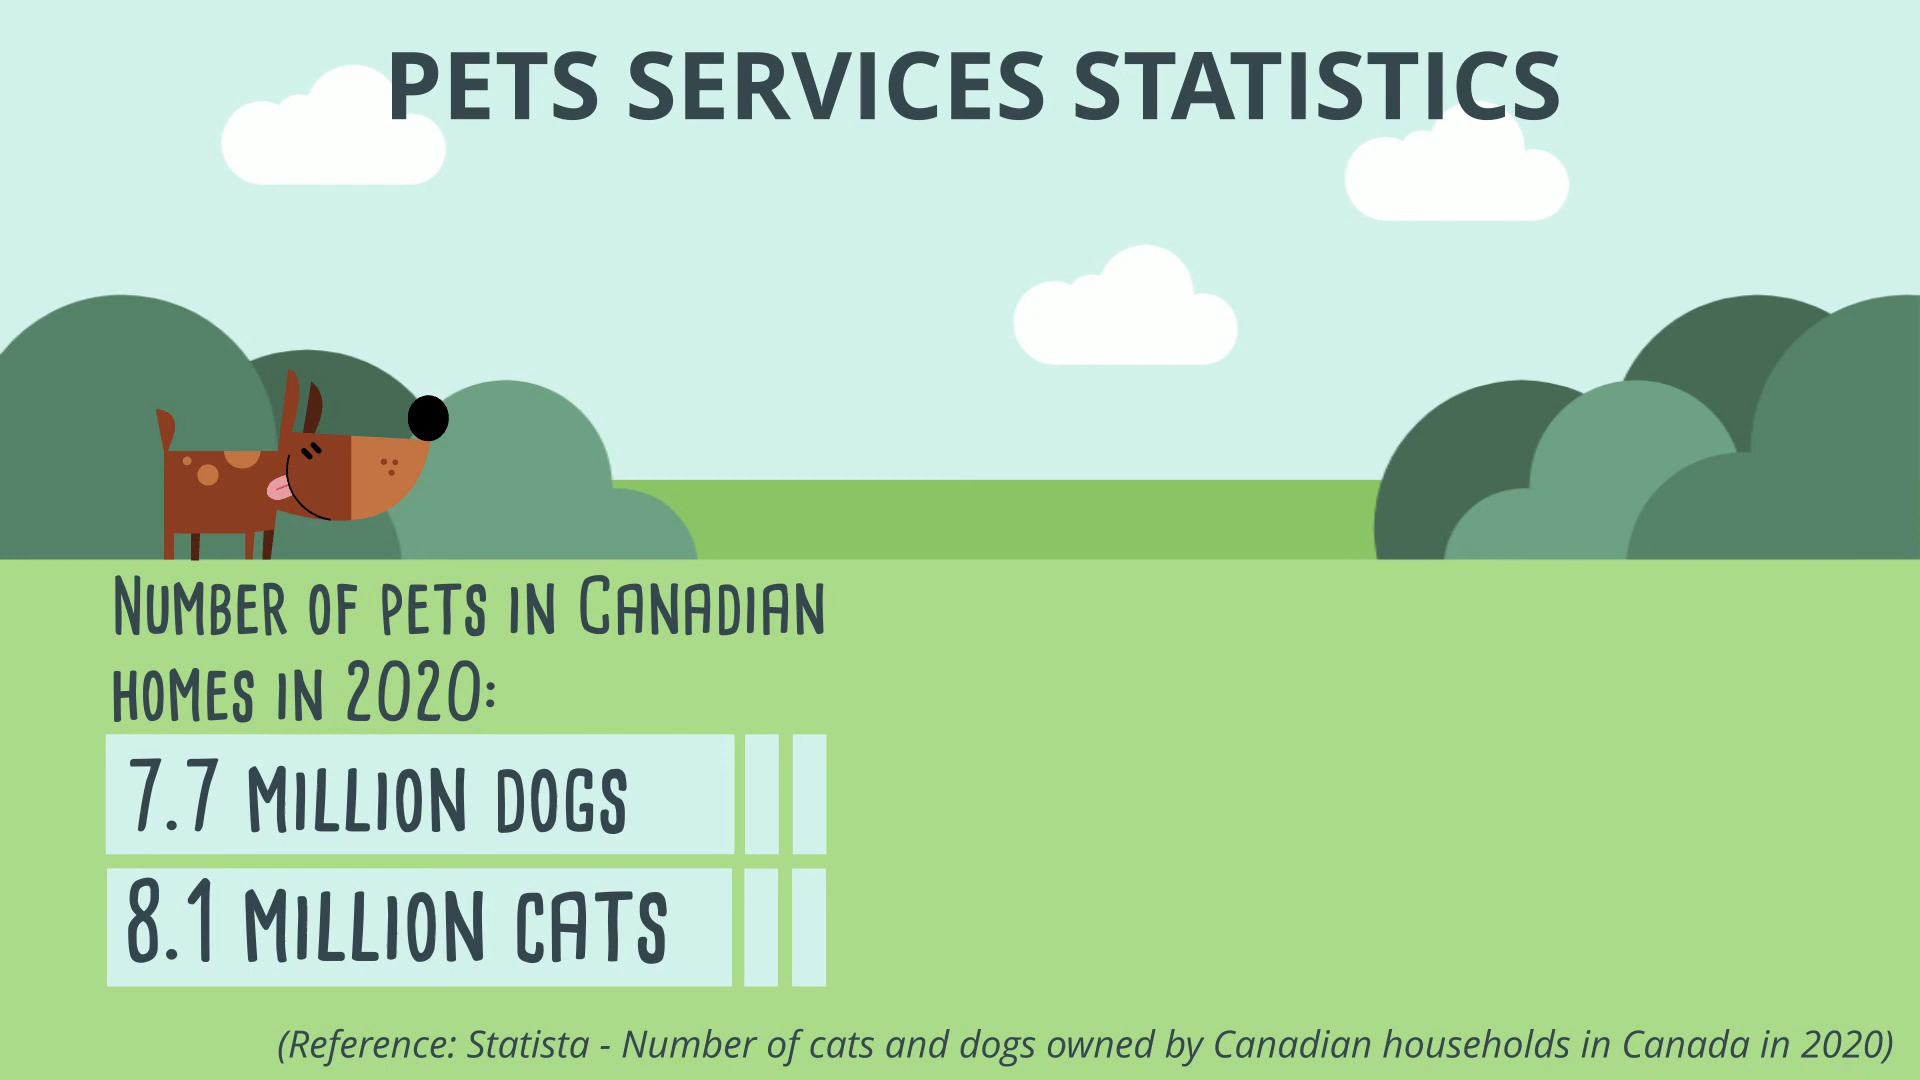 PETS SERVICES STATISTICS
Number of pets in Canadian
homes in 2020:
7.7 Million dogs
8.1 Million cats
(Reference: Statista - Number of cats and dogs owned by Canadian households in Canada in 2020)